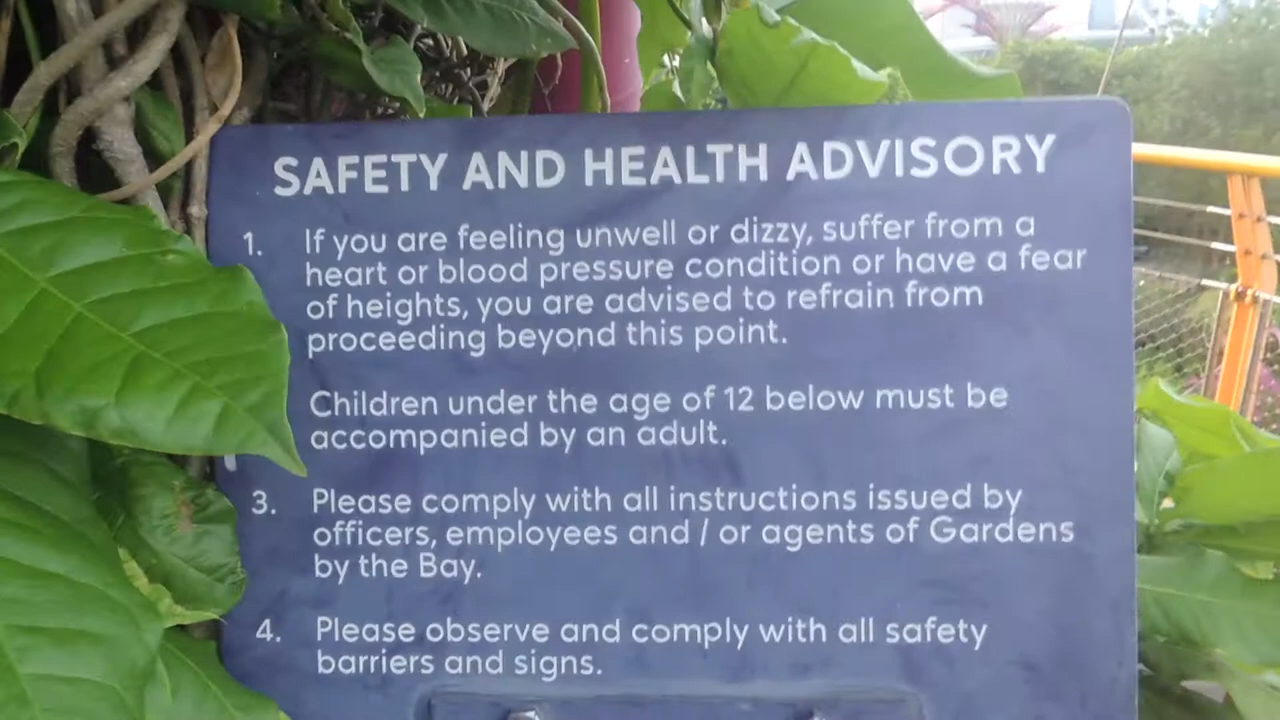 SAFETY AND HEALTH ADVISORY
1. If you are feeling unwell or dizzy, suffer from a
heart or blood pressure condition or have a fear
of heights, you are advised to refrain from
proceeding beyond this point.
Children under the age of 12 below must be
accompanied by an adult.
3. Please comply with all instructions issued by
officers, employees and / or agents of Gardens
by the Bay.
4. Please observe and comply with all safety
barriers and signs.